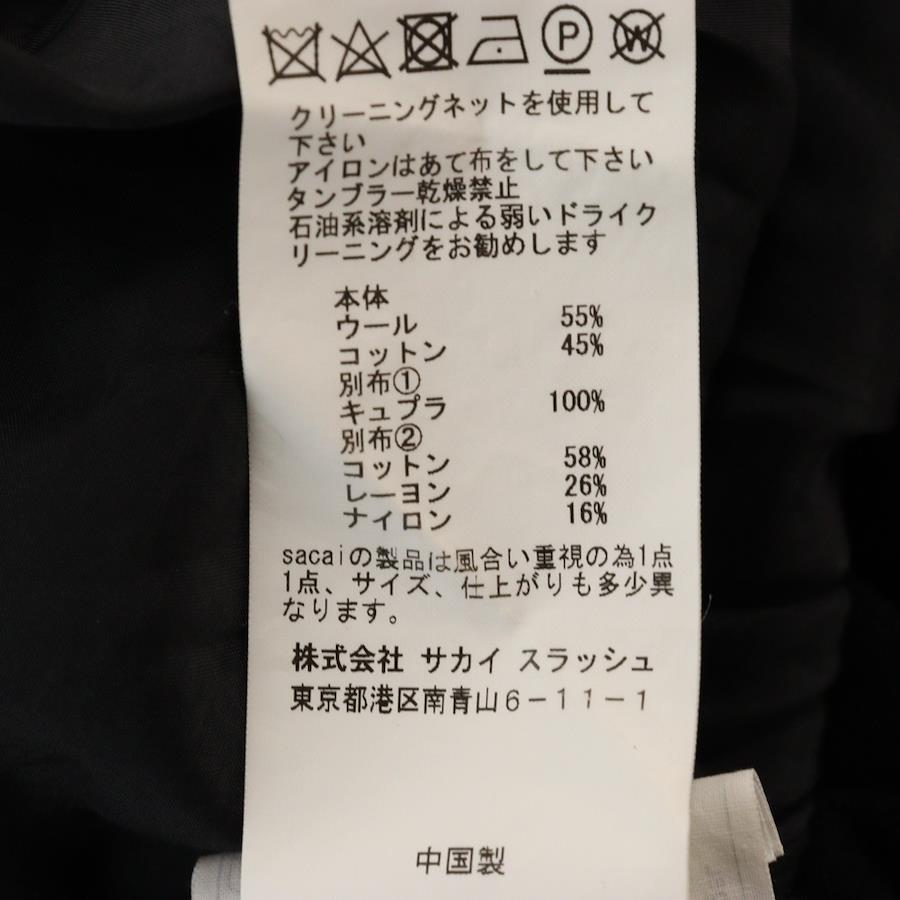 P W
クリーニングネットを使用して
下さい
アイロンはあて布をして下さい
タンブラー乾燥禁止
石油系溶剤による弱いドライク
リーニングをお勧めします
本体
ウール 55%
コットン 45%
別布①
キュプラ 100%
別布②
コットン 58%
レーヨン 26%
ナイロン 16%
sacaiの製品は風合い重視の為1点
1点、サイズ、仕上がりも多少異
なります。
株式会社 サカイ スラッシュ
東京都港区南青山6-11-1
中国製